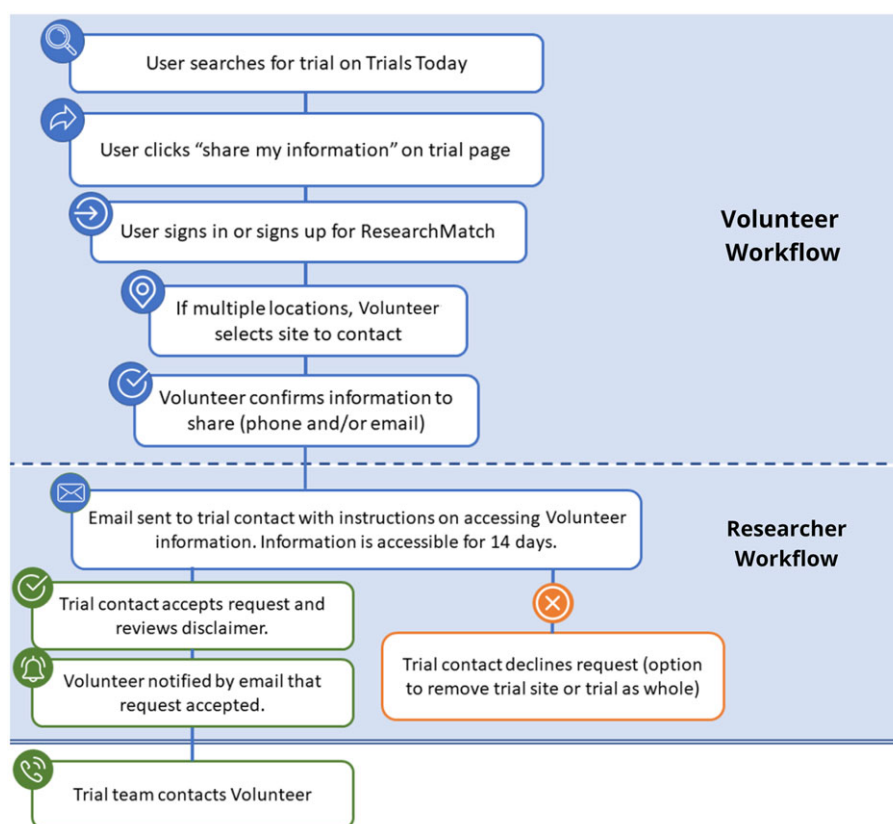 User searches for trial on Trials Today
User clicks “share my information” on trial page
User signs in or signs up for ResearchMatch
Volunteer
Workflow
If multiple locations, Volunteer
selects site to contact
Volunteer confirms information to
share (phone and/or email)
Email sent to trial contact with instructions on accessing Volunteer
information. Information is accessible for 14 days.
Researcher
Workflow
Trial contact accepts request and
reviews disclaimer.
Volunteer notified by email that
request accepted.
Trial contact declines request (option
to remove trial site or trial as whole)
Trial team contacts Volunteer